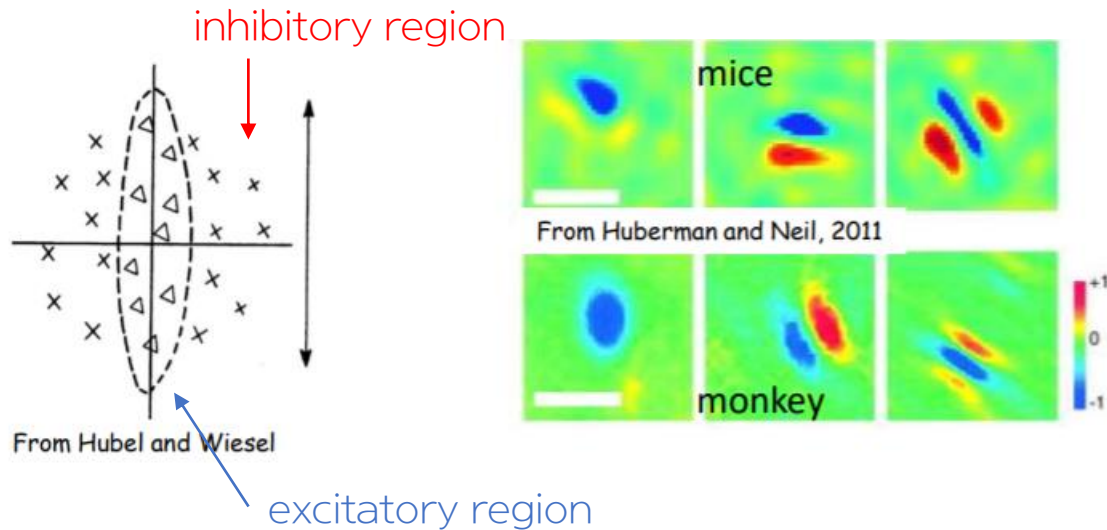 inhibitory region
mice
From Huberman and Neil, 2011
+1
0
-1
monkey
From Hubel and Wiesel
excitatory region